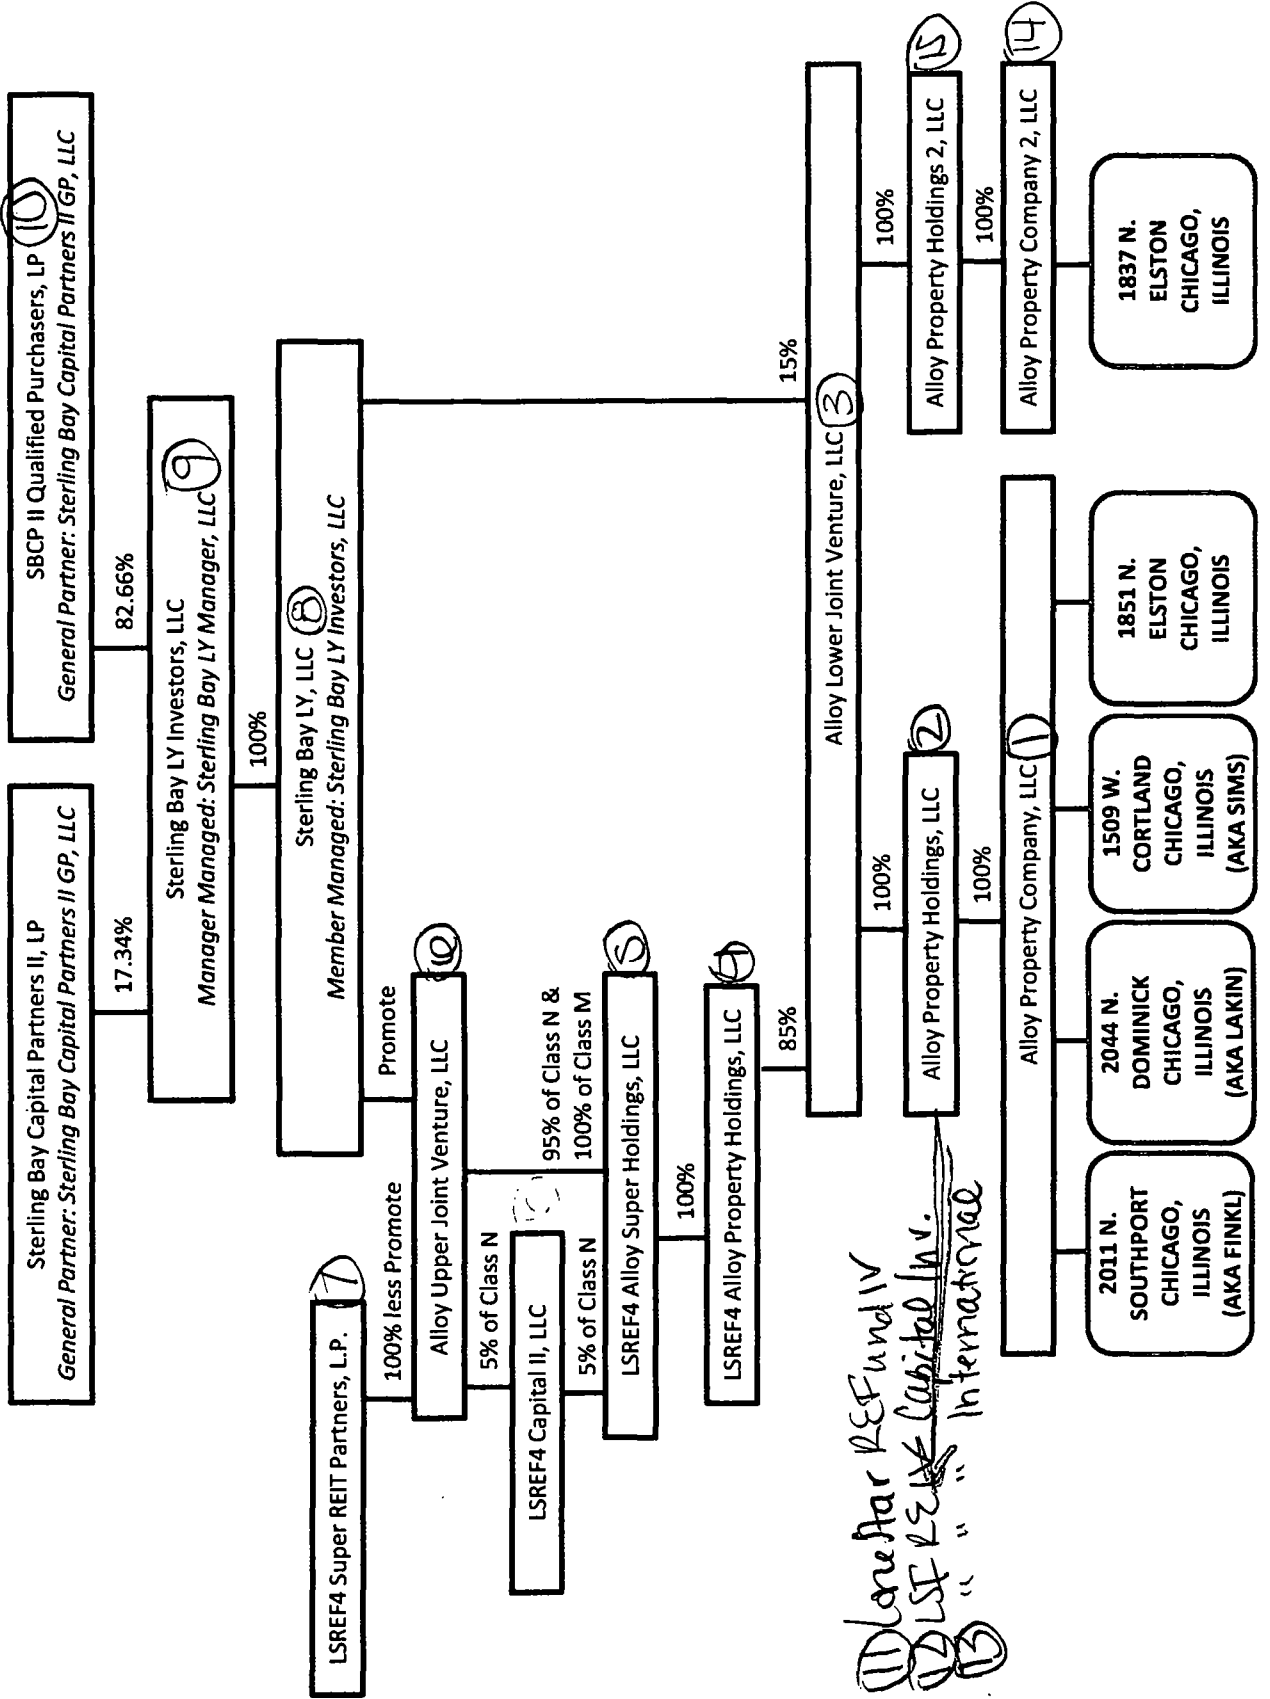 Sterling Bay Capital Partners II, LP
General Partner: Sterling Bay Capital Partners II GP, LLC
SBCP II Qualified Purchasers, LP 10
General Partner: Sterling Bay Capital Partners II GP, LLC
17.34%
82.66%
Sterling Bay LY Investors, LLC
Manager Managed: Sterling Bay LY Manager, LLC 9
100%
Sterling Bay LY, LLC 8
Member Managed: Sterling Bay LY Investors, LLC
LSREF4 Super REIT Partners, L.P. 7
100% less Promote
Promote
Alloy Upper Joint Venture, LLC 6
5% of Class N
95% of Class N &
100% of Class M
LSREF4 Capital II, LLC
5% of Class N
LSREF4 Alloy Super Holdings, LLC 5
100%
LSREF4 Alloy Property Holdings, LLC 4
85%
15%
Alloy Lower Joint Venture, LLC 3
100%
100%
Alloy Property Holdings, LLC 2
Alloy Property Holdings 2, LLC 15
100%
100%
Alloy Property Company, LLC 1
Alloy Property Company 2, LLC 14
2011 N.
SOUTHPORT
CHICAGO,
ILLINOIS
(AKA FINKL)
2044 N.
DOMINICK
CHICAGO,
ILLINOIS
(AKA LAKIN)
1509 W.
CORTLAND
CHICAGO,
ILLINOIS
(AKA SIMS)
1851 N.
ELSTON
CHICAGO,
ILLINOIS
1837 N.
ELSTON
CHICAGO,
ILLINOIS
11 Lone Star RE Fund IV
12 LSF RE IV Capital Inv.
13 " " " International